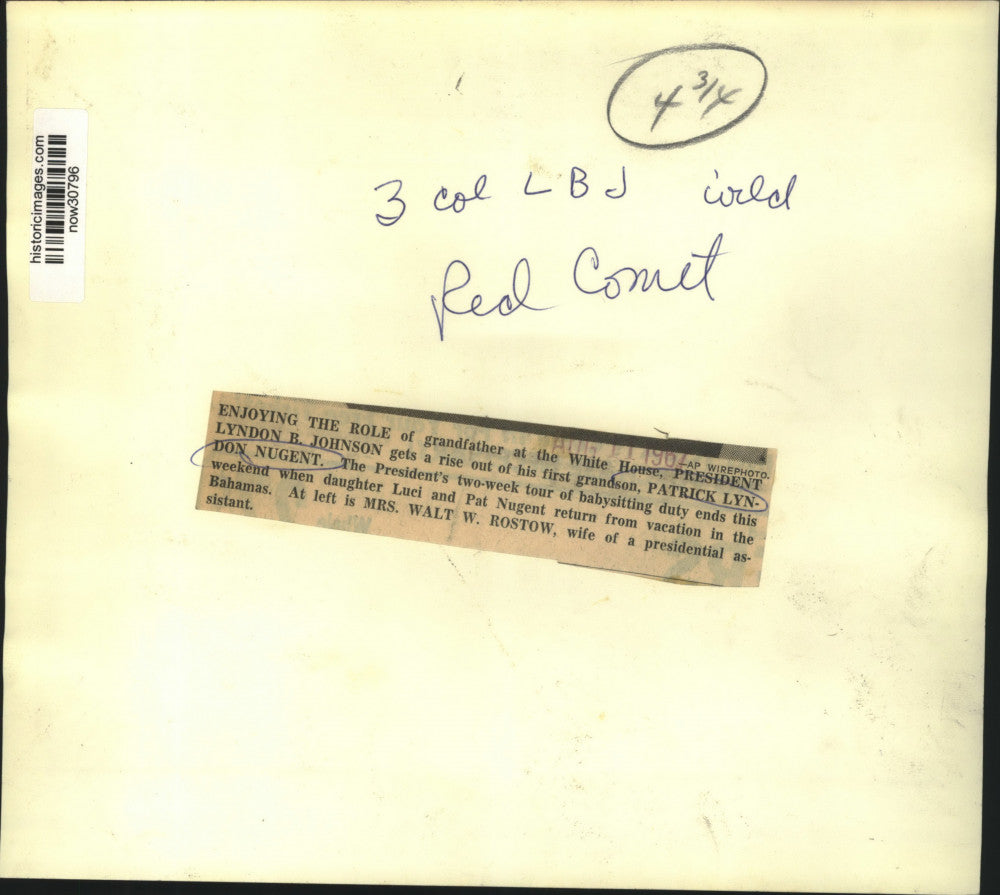 4 3/4
historicimages.com
now30796
3 col LBJ
Red Comet
AP WIREPHOTO.
ENJOYING THE ROLE of grandfather at the White House, PRESIDENT
LYNDON B. JOHNSON gets a rise out of his first grandson, PATRICK LYN-
DON NUGENT. The President's two-week tour of babysitting duty ends this
weekend when daughter Luci and Pat Nugent return from vacation in the
Bahamas. At left is MRS. WALT W. ROSTOW, wife of a presidential as-
sistant.